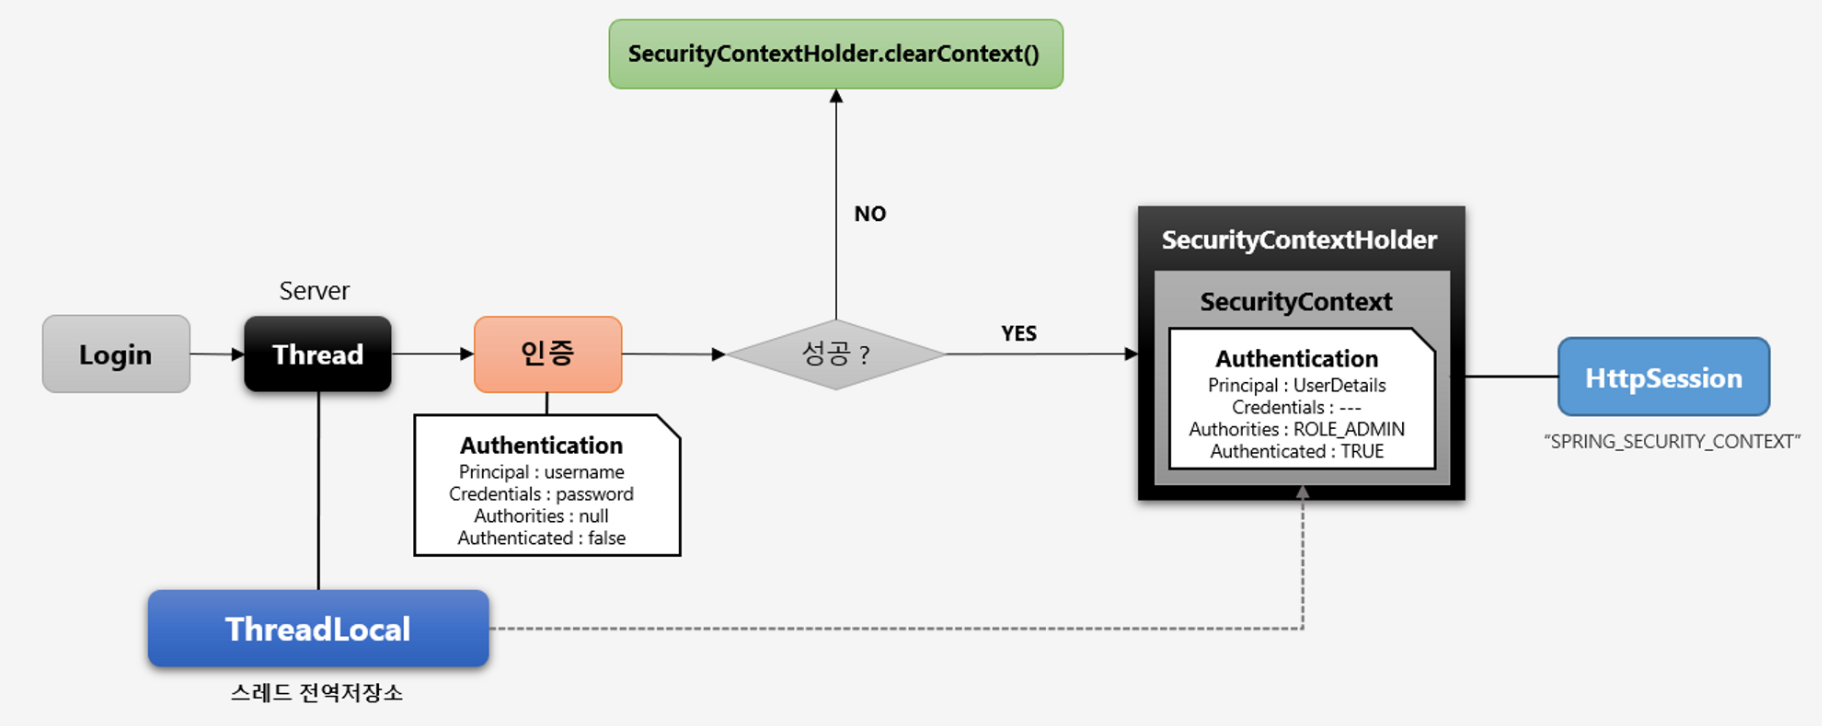 SecurityContextHolder.clearContext()
NO
Server
Login
Thread
인증
성공 ?
YES
Authentication
Principal : username
Credentials : password
Authorities : null
Authenticated : false
SecurityContextHolder
SecurityContext
Authentication
Principal : UserDetails
Credentials : ---
Authorities : ROLE_ADMIN
Authenticated : TRUE
HttpSession
“SPRING_SECURITY_CONTEXT”
ThreadLocal
스레드 전역저장소